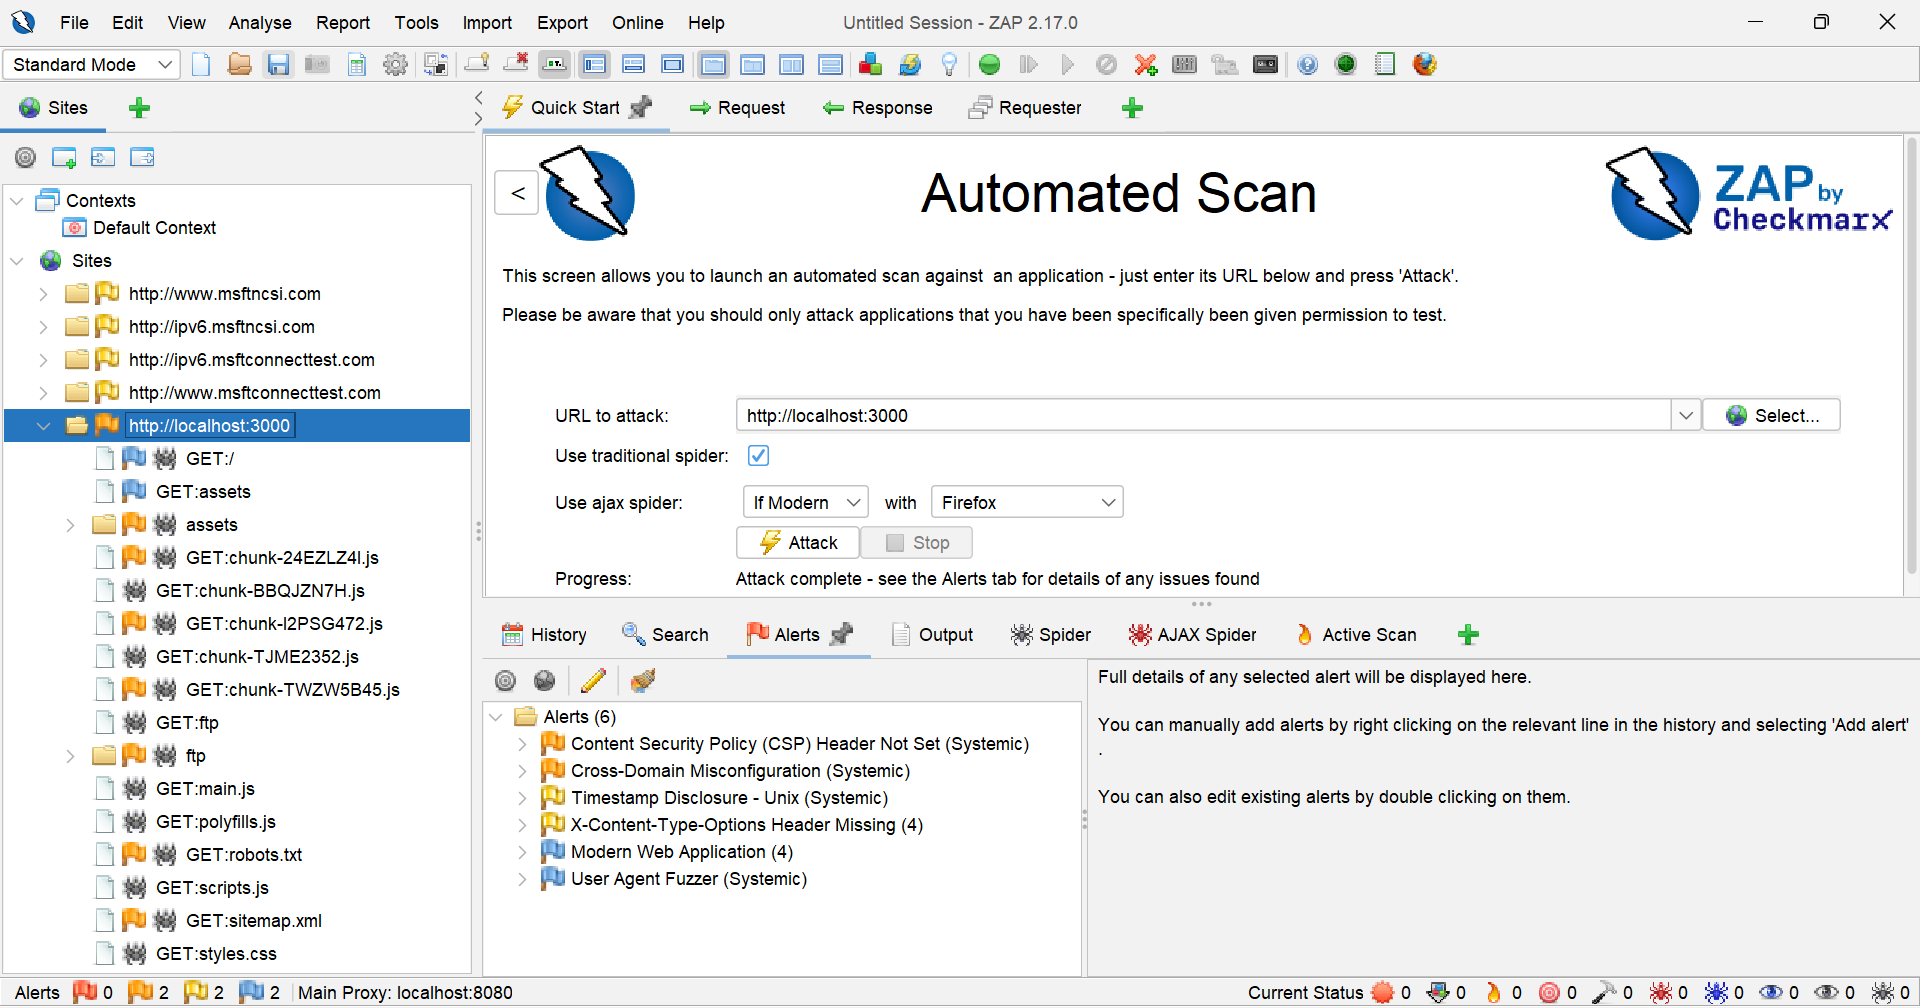 File Edit View Analyse Report Tools Import Export Online Help Untitled Session - ZAP 2.17.0
Standard Mode
Sites
Quick Start Request Response Requester
Contexts
Default Context
Sites
http://www.msftncsi.com
http://ipv6.msftncsi.com
http://ipv6.msftconnecttest.com
http://www.msftconnecttest.com
http://localhost:3000
GET:/
GET:assets
assets
GET:chunk-24EZLZ4I.js
GET:chunk-BBQJZN7H.js
GET:chunk-I2PSG472.js
GET:chunk-TJME2352.js
GET:chunk-TWZW5B45.js
GET:ftp
ftp
GET:main.js
GET:polyfills.js
GET:robots.txt
GET:scripts.js
GET:sitemap.xml
GET:styles.css
<
Automated Scan
ZAP by
Checkmarx
This screen allows you to launch an automated scan against  an application - just enter its URL below and press 'Attack'.
Please be aware that you should only attack applications that you have been specifically been given permission to test.
URL to attack: http://localhost:3000 Select...
Use traditional spider:
Use ajax spider: If Modern with Firefox
Attack Stop
Progress: Attack complete - see the Alerts tab for details of any issues found
History Search Alerts Output Spider AJAX Spider Active Scan
Alerts (6)
Content Security Policy (CSP) Header Not Set (Systemic)
Cross-Domain Misconfiguration (Systemic)
Timestamp Disclosure - Unix (Systemic)
X-Content-Type-Options Header Missing (4)
Modern Web Application (4)
User Agent Fuzzer (Systemic)
Full details of any selected alert will be displayed here.
You can manually add alerts by right clicking on the relevant line in the history and selecting 'Add alert'
.
You can also edit existing alerts by double clicking on them.
Alerts 0 2 2 2 Main Proxy: localhost:8080 Current Status 0 0 0 0 0 0 0 0 0 0